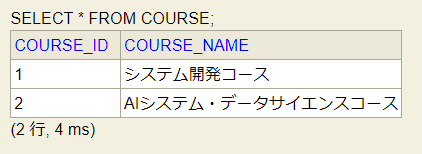 SELECT * FROM COURSE;
COURSE_ID COURSE_NAME
1 システム開発コース
2 AIシステム・データサイエンスコース
(2 行, 4 ms)